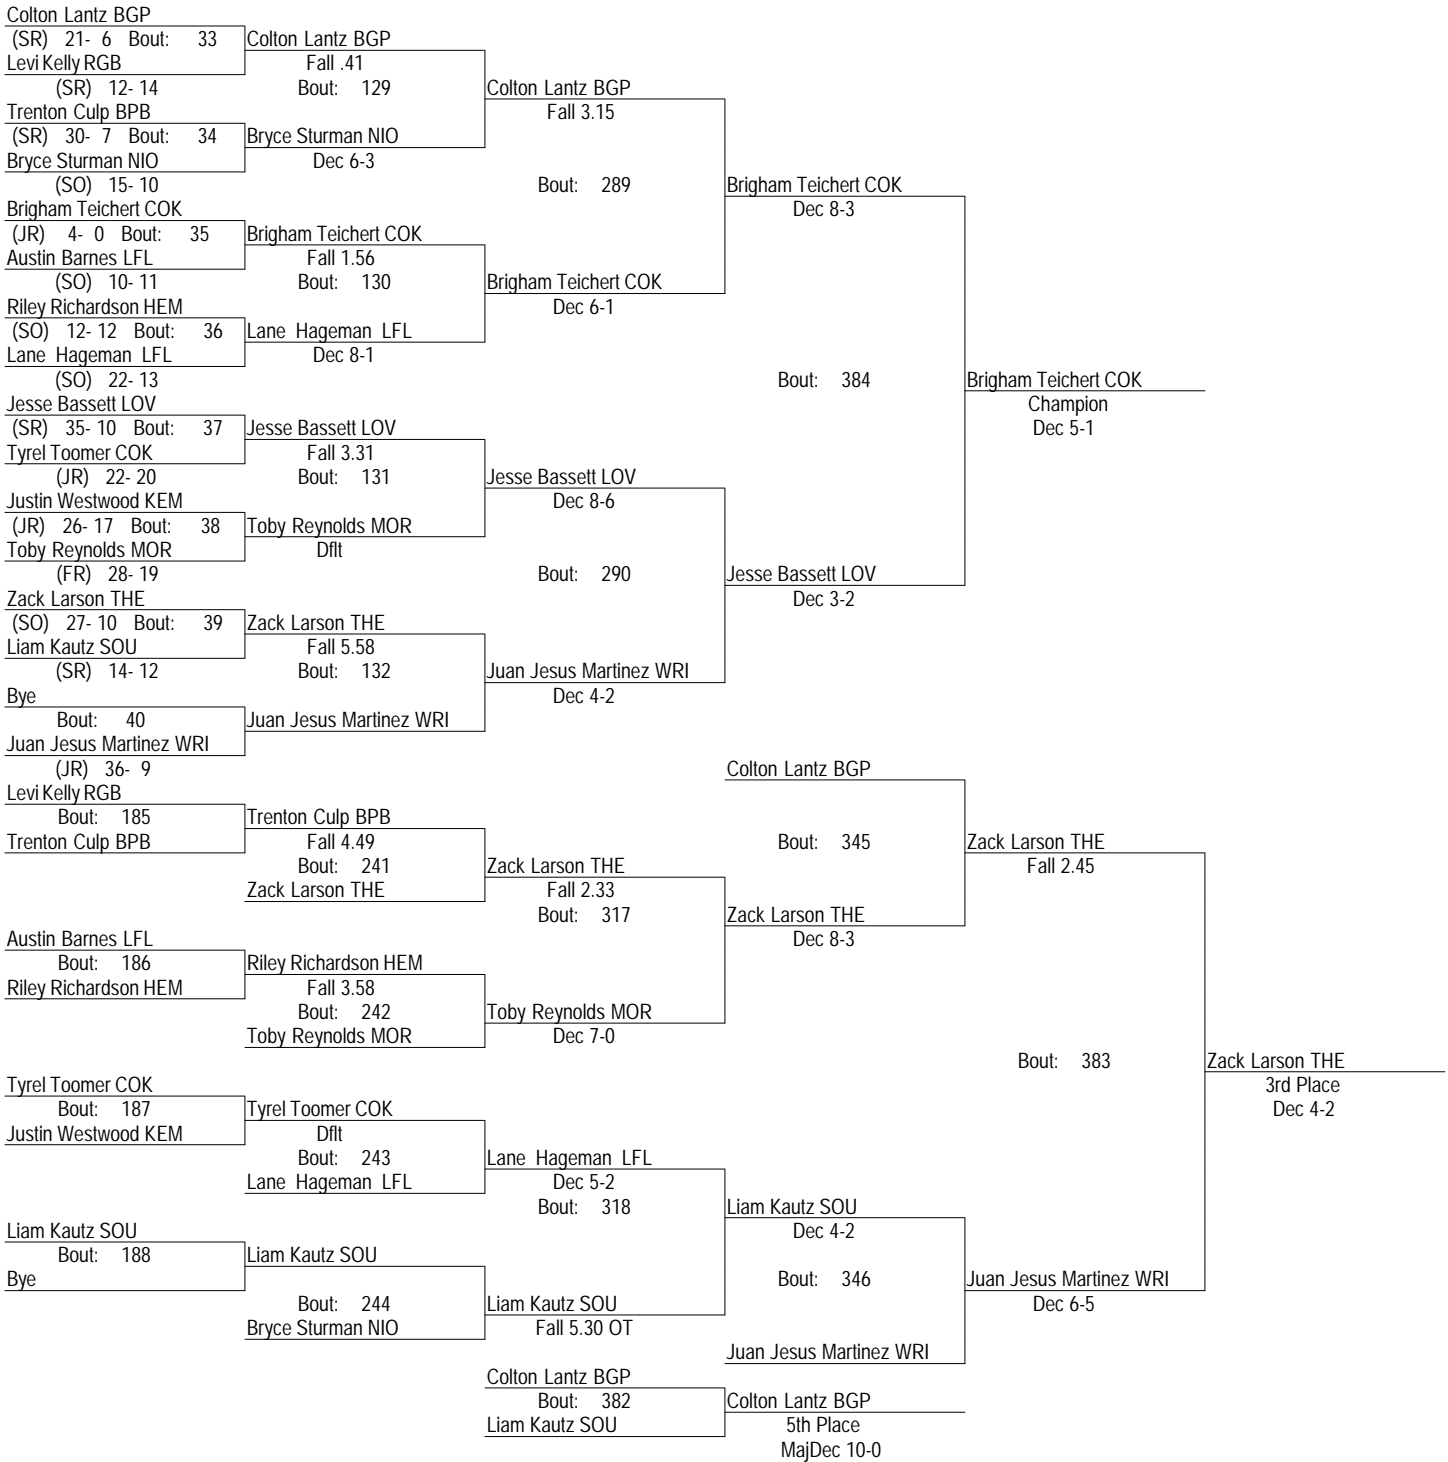 Colton Lantz BGP
(SR) 21- 6 Bout: 33 Colton Lantz BGP
Levi Kelly RGB Fall .41
(SR) 12- 14 Bout: 129 Colton Lantz BGP
Trenton Culp BPB Fall 3.15
(SR) 30- 7 Bout: 34 Bryce Sturman NIO
Bryce Sturman NIO Dec 6-3
(SO) 15- 10 Bout: 289 Brigham Teichert COK
Brigham Teichert COK Dec 8-3
(JR) 4- 0 Bout: 35 Brigham Teichert COK
Austin Barnes LFL Fall 1.56
(SO) 10- 11 Bout: 130 Brigham Teichert COK
Riley Richardson HEM Dec 6-1
(SO) 12- 12 Bout: 36 Lane Hageman LFL
Lane Hageman LFL Dec 8-1
(SO) 22- 13 Bout: 384 Brigham Teichert COK
Jesse Bassett LOV Champion
(SR) 35- 10 Bout: 37 Jesse Bassett LOV Dec 5-1
Tyrel Toomer COK Fall 3.31
(JR) 22- 20 Bout: 131 Jesse Bassett LOV
Justin Westwood KEM Dec 8-6
(JR) 26- 17 Bout: 38 Toby Reynolds MOR
Toby Reynolds MOR Dflt
(FR) 28- 19 Bout: 290 Jesse Bassett LOV
Zack Larson THE Dec 3-2
(SO) 27- 10 Bout: 39 Zack Larson THE
Liam Kautz SOU Fall 5.58
(SR) 14- 12 Bout: 132 Juan Jesus Martinez WRI
Bye Dec 4-2
Bout: 40 Juan Jesus Martinez WRI
Juan Jesus Martinez WRI
(JR) 36- 9 Colton Lantz BGP
Levi Kelly RGB
Bout: 185 Trenton Culp BPB
Trenton Culp BPB Fall 4.49 Bout: 345 Zack Larson THE
Bout: 241 Zack Larson THE Fall 2.45
Zack Larson THE Fall 2.33
Bout: 317 Zack Larson THE
Austin Barnes LFL Dec 8-3
Bout: 186 Riley Richardson HEM
Riley Richardson HEM Fall 3.58
Bout: 242 Toby Reynolds MOR
Toby Reynolds MOR Dec 7-0
Bout: 383 Zack Larson THE
Tyrel Toomer COK 3rd Place
Bout: 187 Tyrel Toomer COK Dec 4-2
Justin Westwood KEM Dflt
Bout: 243 Lane Hageman LFL
Lane Hageman LFL Dec 5-2
Bout: 318 Liam Kautz SOU
Liam Kautz SOU Dec 4-2
Bout: 188 Liam Kautz SOU
Bye Bout: 346 Juan Jesus Martinez WRI
Bout: 244 Liam Kautz SOU Dec 6-5
Bryce Sturman NIO Fall 5.30 OT
Juan Jesus Martinez WRI
Colton Lantz BGP
Bout: 382 Colton Lantz BGP
Liam Kautz SOU 5th Place
MajDec 10-0